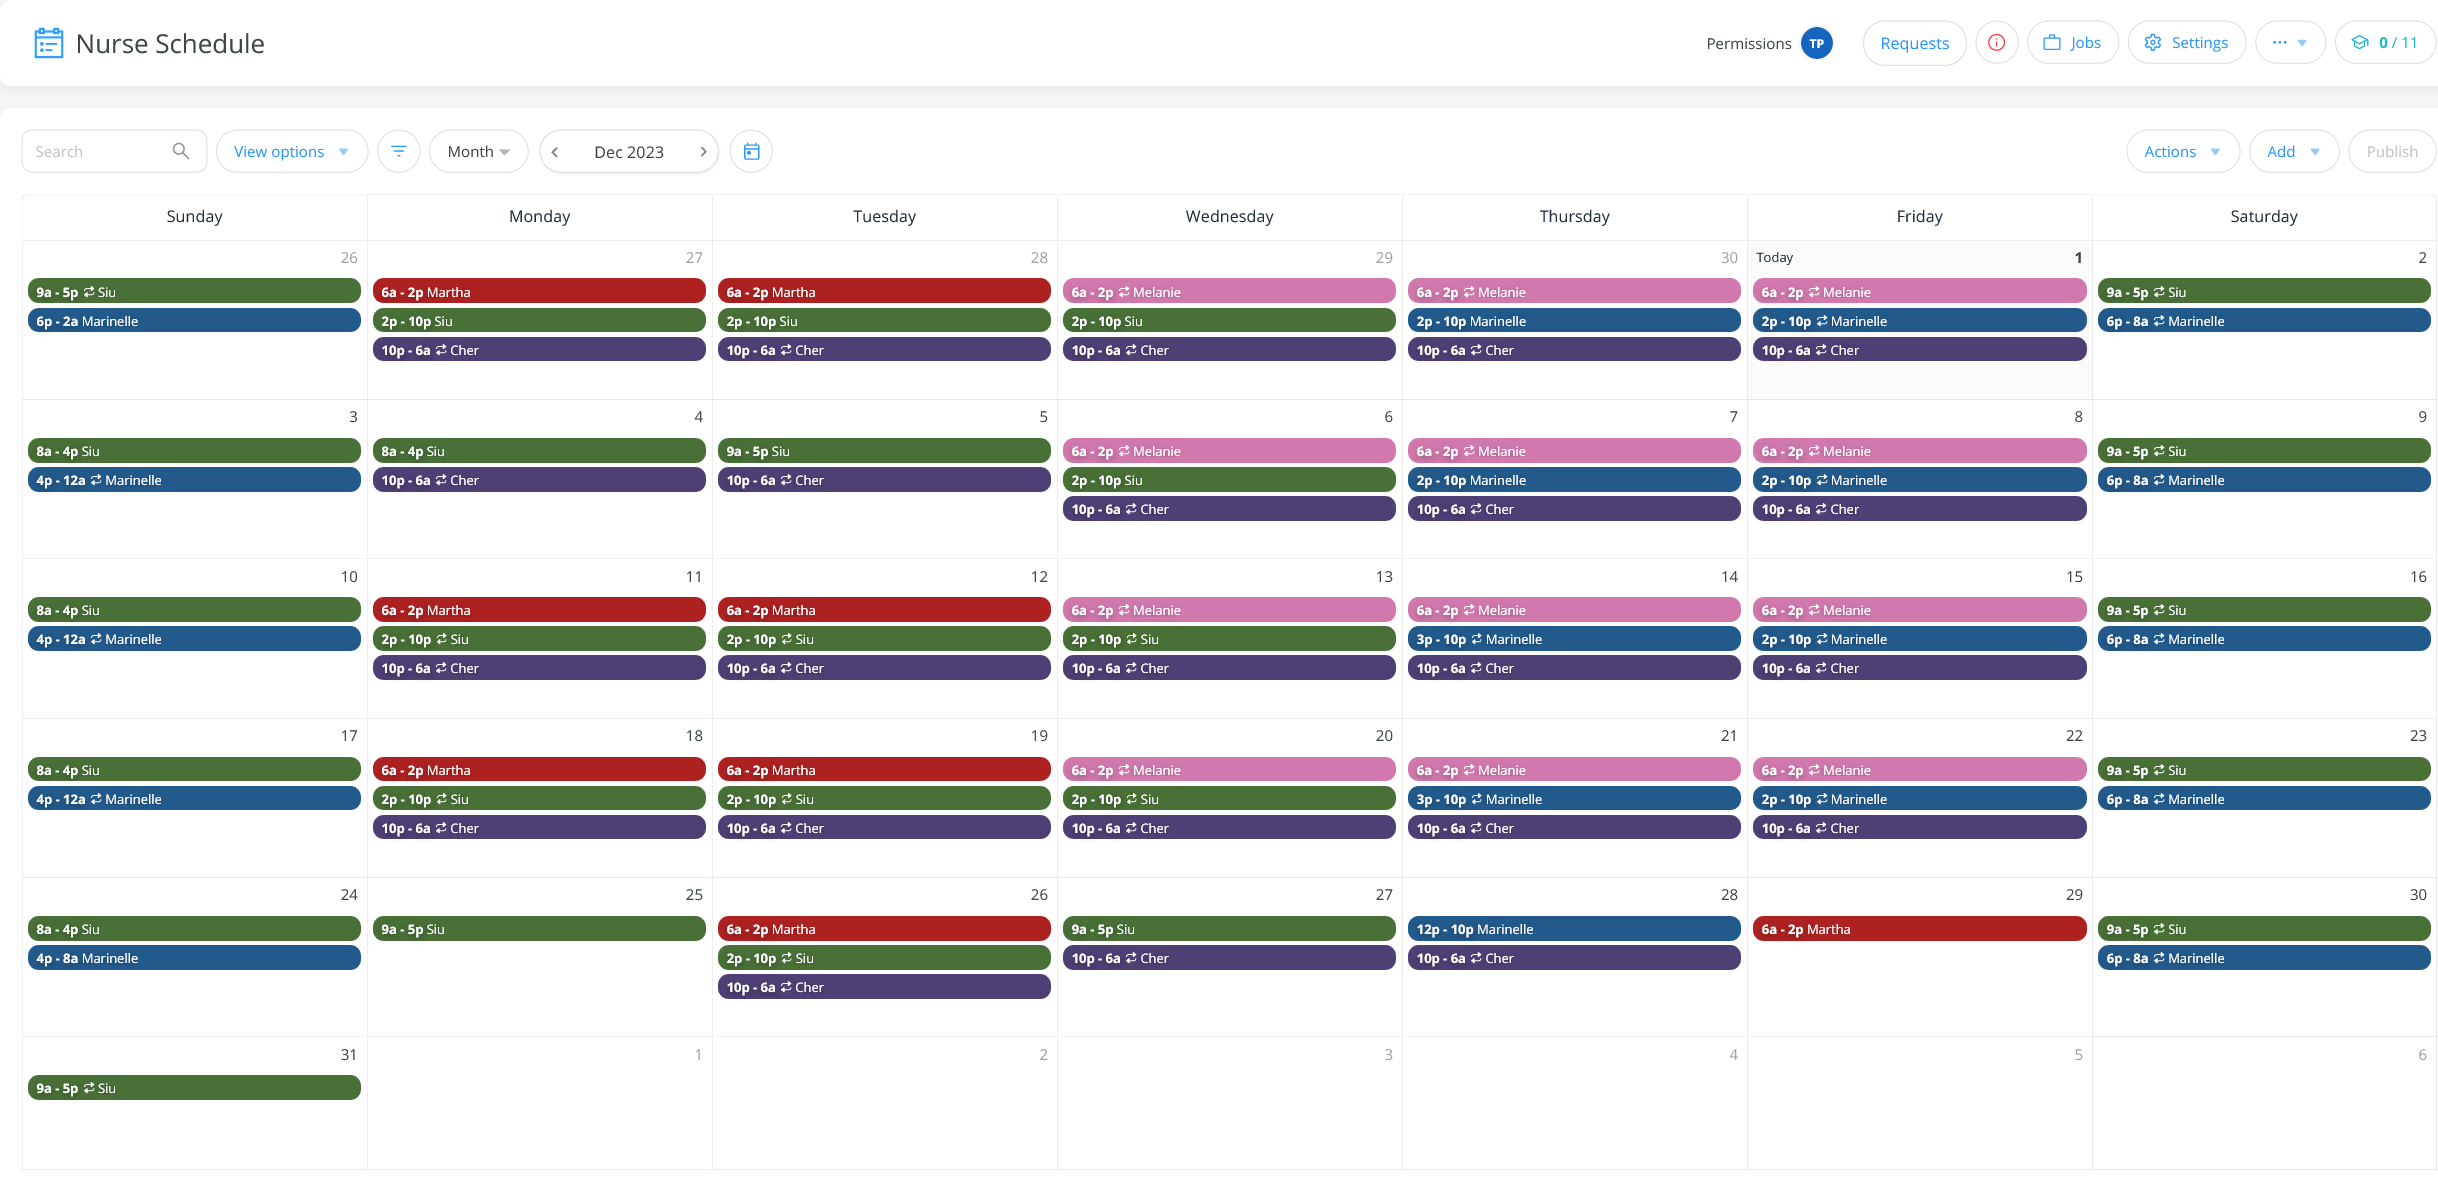 Nurse Schedule
Permissions TP Requests Jobs Settings ... 0 / 11
Search View options Month Dec 2023 Actions Add Publish
Sunday Monday Tuesday Wednesday Thursday Friday Saturday
26 27 28 29 30 Today 1 2
9a - 5p Siu 6a - 2p Martha 6a - 2p Martha 6a - 2p Melanie 6a - 2p Melanie 6a - 2p Melanie 9a - 5p Siu
6p - 2a Marinelle 2p - 10p Siu 2p - 10p Siu 2p - 10p Siu 2p - 10p Marinelle 2p - 10p Marinelle 6p - 8a Marinelle
10p - 6a Cher 10p - 6a Cher 10p - 6a Cher 10p - 6a Cher 10p - 6a Cher
3 4 5 6 7 8 9
8a - 4p Siu 8a - 4p Siu 9a - 5p Siu 6a - 2p Melanie 6a - 2p Melanie 6a - 2p Melanie 9a - 5p Siu
4p - 12a Marinelle 10p - 6a Cher 10p - 6a Cher 2p - 10p Siu 2p - 10p Marinelle 2p - 10p Marinelle 6p - 8a Marinelle
10p - 6a Cher 10p - 6a Cher 10p - 6a Cher
10 11 12 13 14 15 16
8a - 4p Siu 6a - 2p Martha 6a - 2p Martha 6a - 2p Melanie 6a - 2p Melanie 6a - 2p Melanie 9a - 5p Siu
4p - 12a Marinelle 2p - 10p Siu 2p - 10p Siu 2p - 10p Siu 3p - 10p Marinelle 2p - 10p Marinelle 6p - 8a Marinelle
10p - 6a Cher 10p - 6a Cher 10p - 6a Cher 10p - 6a Cher 10p - 6a Cher
17 18 19 20 21 22 23
8a - 4p Siu 6a - 2p Martha 6a - 2p Martha 6a - 2p Melanie 6a - 2p Melanie 6a - 2p Melanie 9a - 5p Siu
4p - 12a Marinelle 2p - 10p Siu 2p - 10p Siu 2p - 10p Siu 3p - 10p Marinelle 2p - 10p Marinelle 6p - 8a Marinelle
10p - 6a Cher 10p - 6a Cher 10p - 6a Cher 10p - 6a Cher 10p - 6a Cher
24 25 26 27 28 29 30
8a - 4p Siu 9a - 5p Siu 6a - 2p Martha 9a - 5p Siu 12p - 10p Marinelle 6a - 2p Martha 9a - 5p Siu
4p - 8a Marinelle 2p - 10p Siu 10p - 6a Cher 10p - 6a Cher 6p - 8a Marinelle
10p - 6a Cher
31 1 2 3 4 5 6
9a - 5p Siu